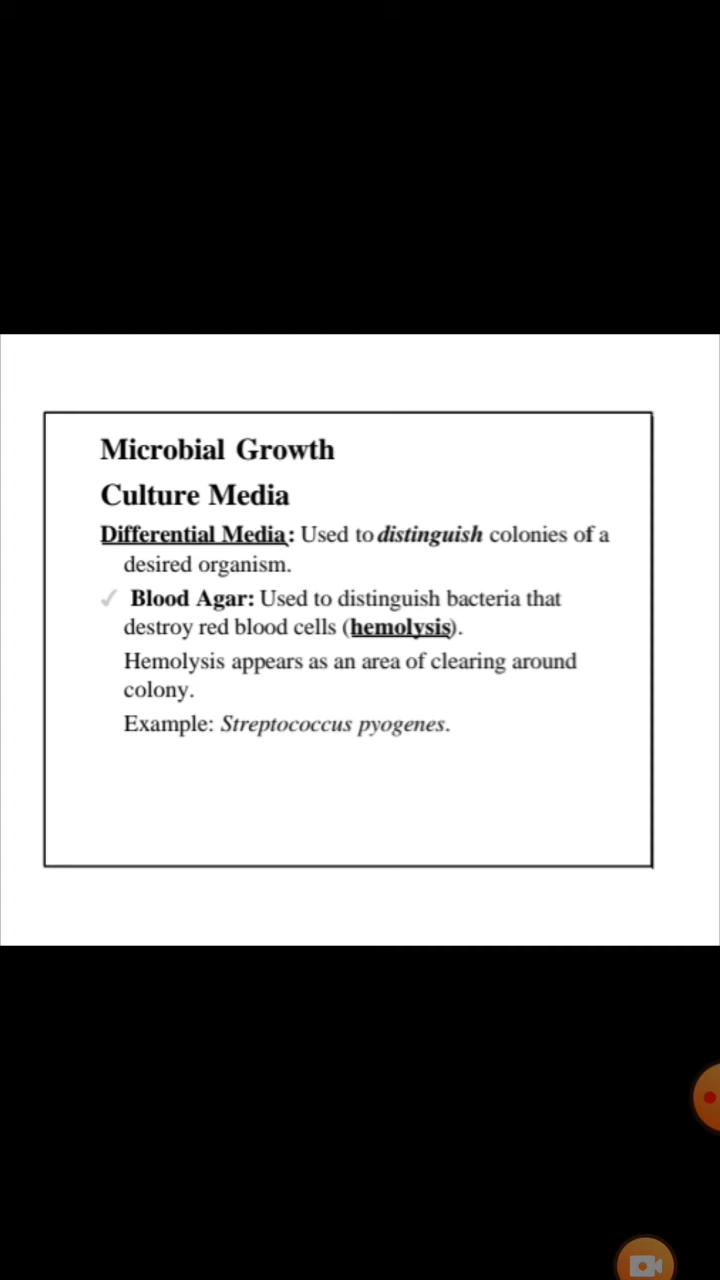 Microbial Growth
Culture Media
Differential Media: Used to distinguish colonies of a
desired organism.
✓ Blood Agar: Used to distinguish bacteria that
destroy red blood cells (hemolysis).
Hemolysis appears as an area of clearing around
colony.
Example: Streptococcus pyogenes.